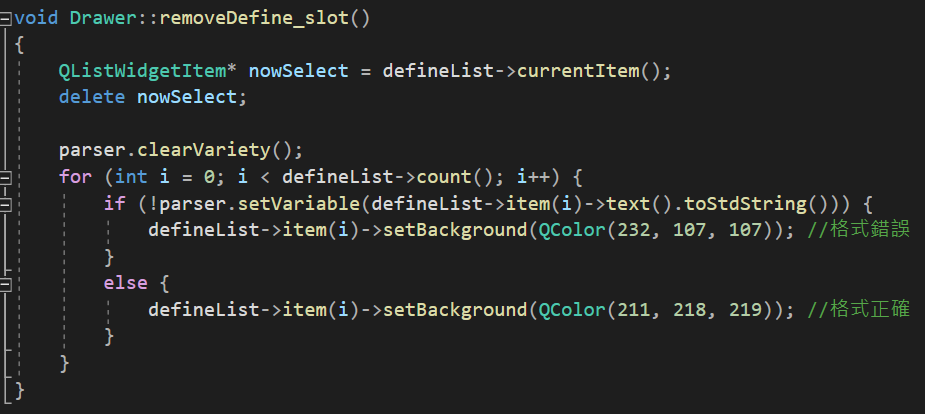 void Drawer::removeDefine_slot()
{
QListWidgetItem* nowSelect = defineList->currentItem();
delete nowSelect;
parser.clearVariety();
for (int i = 0; i < defineList->count(); i++) {
if (!parser.setVariable(defineList->item(i)->text().toStdString())) {
defineList->item(i)->setBackground(QColor(232, 107, 107)); //格式錯誤
}
else {
defineList->item(i)->setBackground(QColor(211, 218, 219)); //格式正確
}
}
}